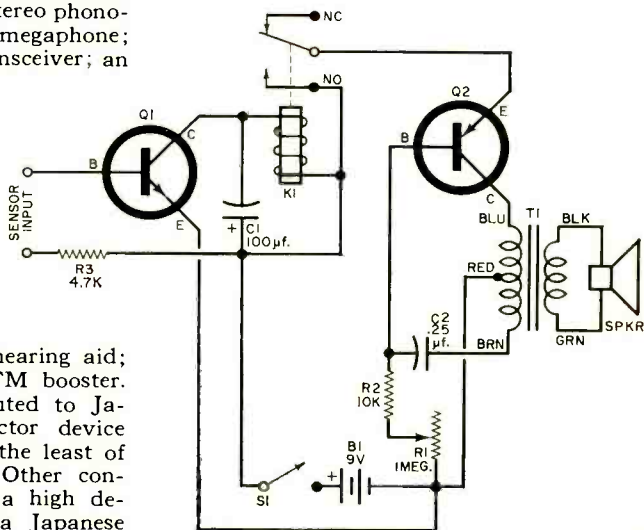 tereo phono-
megaphone;
nsceiver; an
NC
NO
Q1
C
B
E
K1
+ C1
100µf.
SENSOR
INPUT
R3
4.7K
Q2
E
B
C
BLU
T1
BLK
RED
C2
.25
µf.
BRN
GRN
SPKR
R2
10K
R1
1MEG.
B1
9V
+
S1
hearing aid;
TM booster.
uted to Ja-
ctor device
the least of
Other con-
a high de-
a Japanese